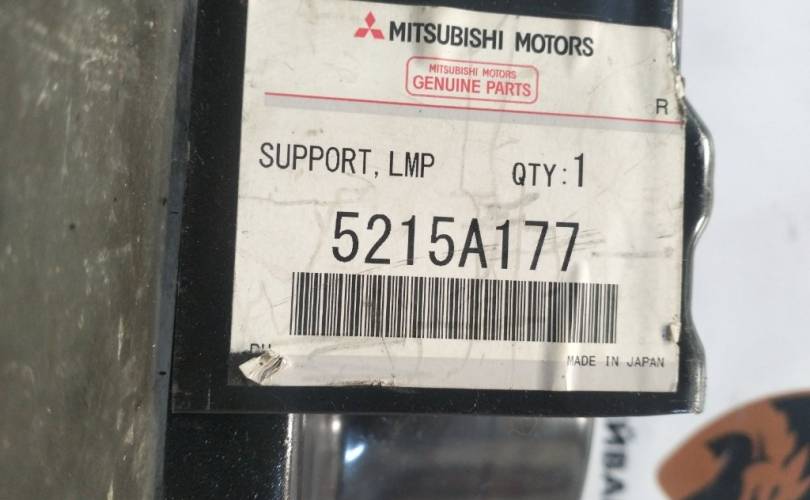 MITSUBISHI MOTORS
MITSUBISHI MOTORS
GENUINE PARTS
R
SUPPORT, LMP QTY:1
5215A177
MADE IN JAPAN